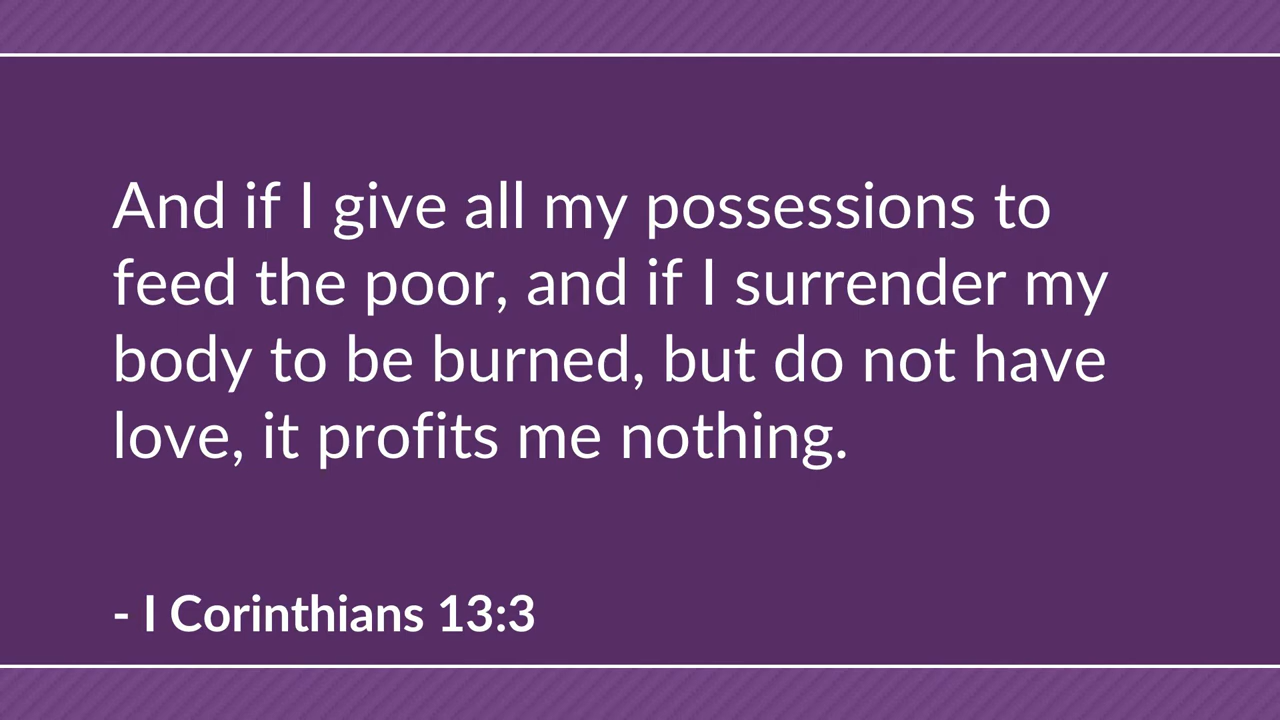 And if I give all my possessions to
feed the poor, and if I surrender my
body to be burned, but do not have
love, it profits me nothing.
- I Corinthians 13:3